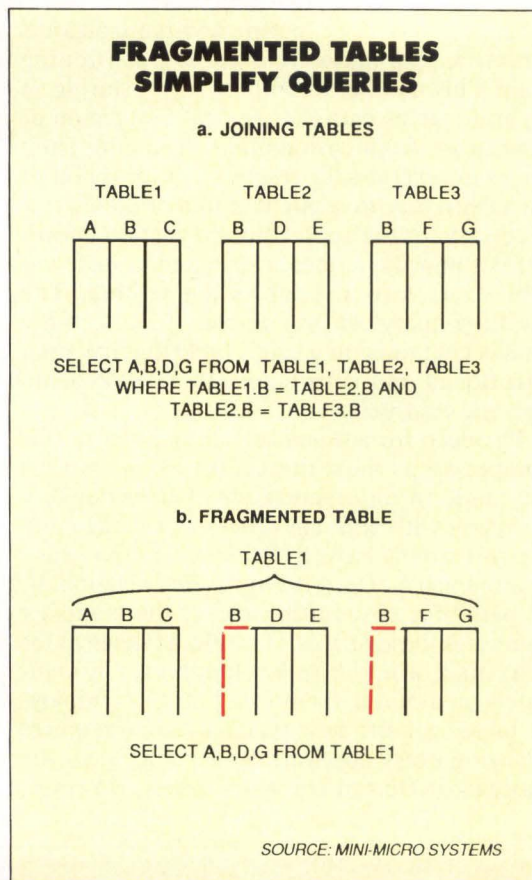 FRAGMENTED TABLES
SIMPLIFY QUERIES
a. JOINING TABLES
TABLE1 TABLE2 TABLE3
A B C B D E B F G
SELECT A,B,D,G FROM TABLE1, TABLE2, TABLE3
WHERE TABLE1.B = TABLE2.B AND
TABLE2.B = TABLE3.B
b. FRAGMENTED TABLE
TABLE1
A B C B D E B F G
SELECT A,B,D,G FROM TABLE1
SOURCE: MINI-MICRO SYSTEMS